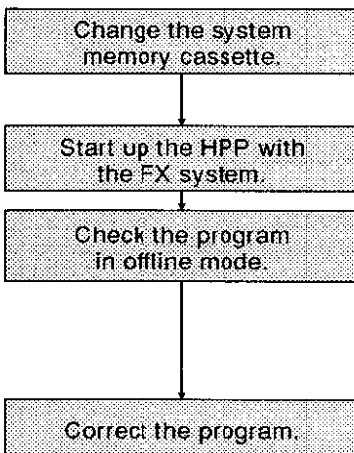 Change the system
memory cassette.
Start up the HPP with
the FX system.
Check the program
in offline mode.
Correct the program.